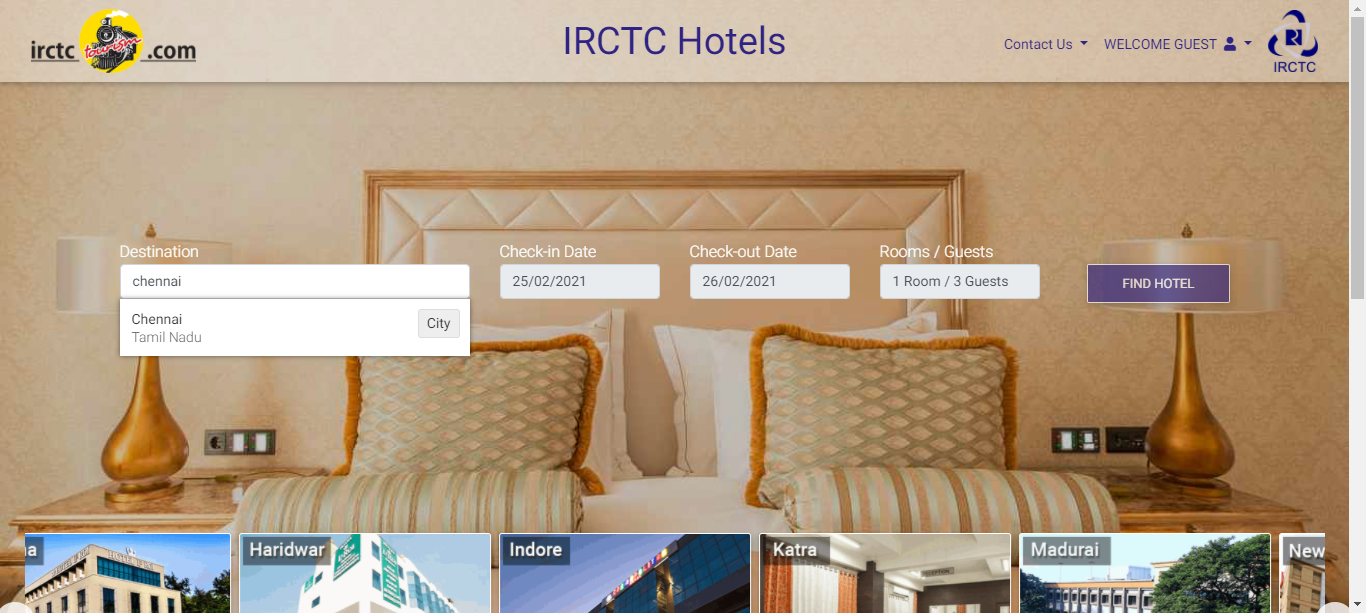 irctc tourism .com
IRCTC Hotels
Contact Us
WELCOME GUEST
IRCTC
Destination
Check-in Date
Check-out Date
Rooms / Guests
chennai
25/02/2021
26/02/2021
1 Room / 3 Guests
FIND HOTEL
Chennai
City
Tamil Nadu
a
Haridwar
Indore
Katra
Madurai
New
RECEPTION